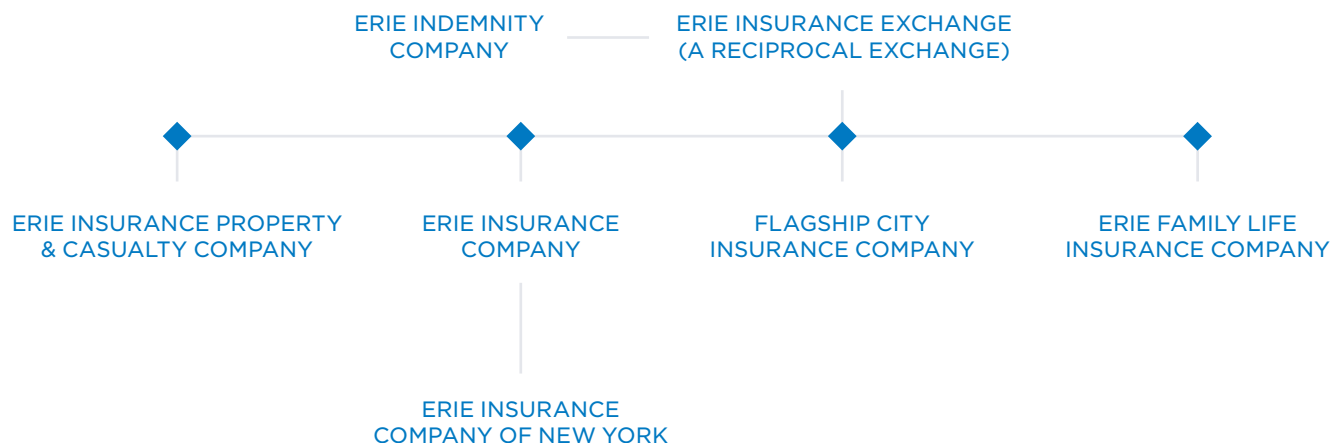 ERIE INDEMNITY
COMPANY
ERIE INSURANCE EXCHANGE
(A RECIPROCAL EXCHANGE)
ERIE INSURANCE PROPERTY
& CASUALTY COMPANY
ERIE INSURANCE
COMPANY
FLAGSHIP CITY
INSURANCE COMPANY
ERIE FAMILY LIFE
INSURANCE COMPANY
ERIE INSURANCE
COMPANY OF NEW YORK